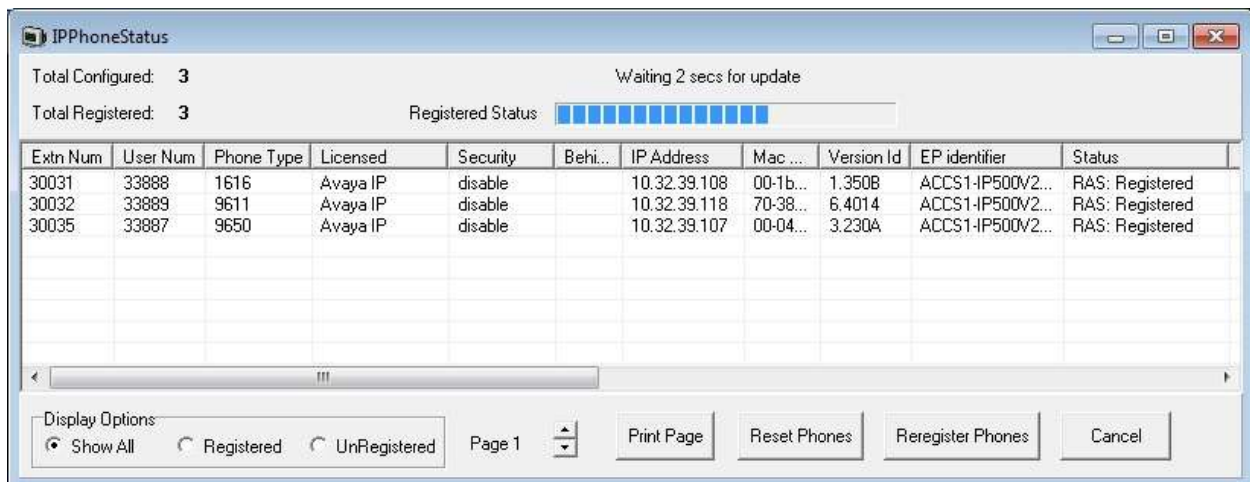 IPPhoneStatus
Total Configured: 3 Waiting 2 secs for update
Total Registered: 3 Registered Status
Extn Num User Num Phone Type Licensed Security Behi... IP Address Mac ... Version Id EP identifier Status
30031 33888 1616 Avaya IP disable 10.32.39.108 00-1b... 1.350B ACCS1-IP500V2... RAS: Registered
30032 33889 9611 Avaya IP disable 10.32.39.118 70-38... 6.4014 ACCS1-IP500V2... RAS: Registered
30035 33887 9650 Avaya IP disable 10.32.39.107 00-04... 3.230A ACCS1-IP500V2... RAS: Registered
Display Options
Show All Registered UnRegistered Page 1 Print Page Reset Phones Reregister Phones Cancel